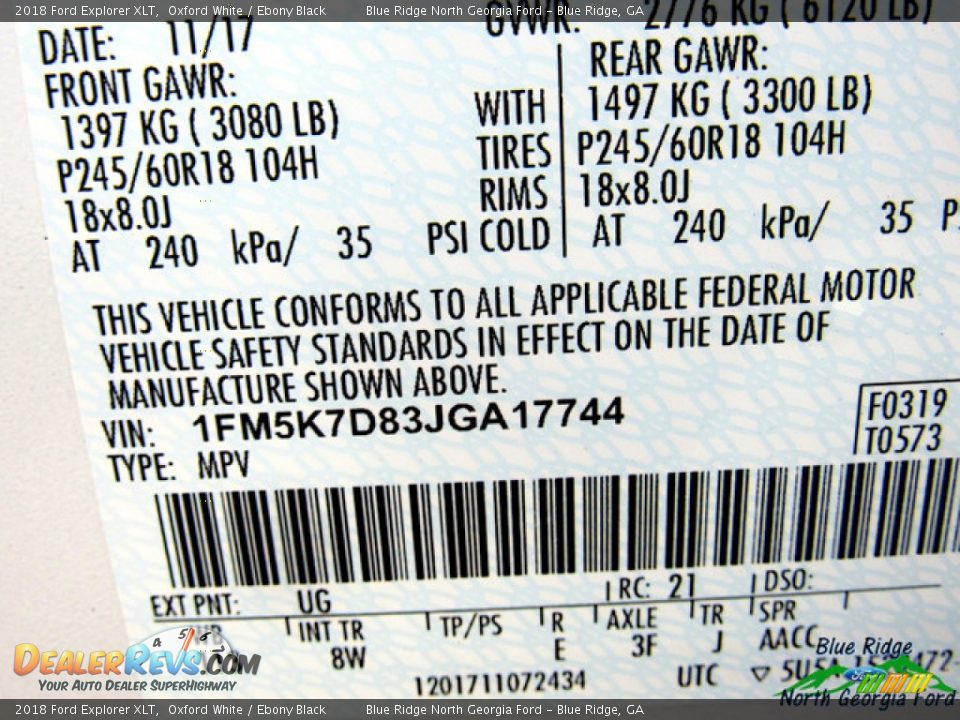 2018 Ford Explorer XLT, Oxford White / Ebony Black Blue Ridge North Georgia Ford - Blue Ridge, GA
DATE: 11/17 GVWR: 2776 KG ( 6120 LB)
FRONT GAWR: REAR GAWR:
1397 KG ( 3080 LB) WITH 1497 KG ( 3300 LB)
P245/60R18 104H TIRES P245/60R18 104H
18x8.0J RIMS 18x8.0J
AT 240 kPa/ 35 PSI COLD AT 240 kPa/ 35
THIS VEHICLE CONFORMS TO ALL APPLICABLE FEDERAL MOTOR
VEHICLE SAFETY STANDARDS IN EFFECT ON THE DATE OF
MANUFACTURE SHOWN ABOVE.
VIN: 1FM5K7D83JGA17744 F0319
TYPE: MPV T0573
EXT PNT: UG RC: 21 DSO:
INT TR TP/PS R AXLE TR SPR
8W E 3F J AACC
1201711072434 UTC
DEALERREVS.COM
YOUR AUTO DEALER SUPERHIGHWAY
Blue Ridge
North Georgia Ford
2018 Ford Explorer XLT, Oxford White / Ebony Black Blue Ridge North Georgia Ford - Blue Ridge, GA